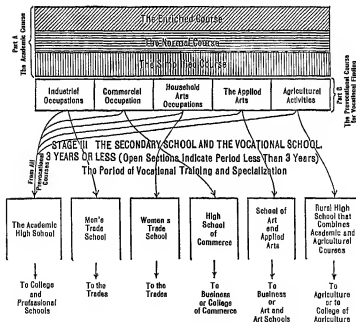 Part A
The Academic Course
The Enriched Course
The Normal Course
The Simplified Course
Part B
The Prevocational Course
for Vocational Finding
Industrial
Occupations
Commercial
Occupation
Household
Arts
Occupations
The Applied
Arts
Agricultural
Activities
From All
Prevocational
Courses
STAGE III THE SECONDARY SCHOOL AND THE VOCATIONAL SCHOOL.
3 YEARS OR LESS (Open Sections Indicate Period Less Than 3 Years)
The Period of Vocational Training and Specialization
The Academic
High School
Men's
Trade
School
Women s
Trade
School
High
School
of
Commerce
School of
Art
and
Applied
Arts
Rural High
School that
Combines
Academic and
Agricultural
Courses
To College
and
Professional
Schools
To the
Trades
To the
Trades
To
Business
or College
of Commerce
To
Business
or
Art and
Art Schools
To Agriculture
or to
College of
Agriculture